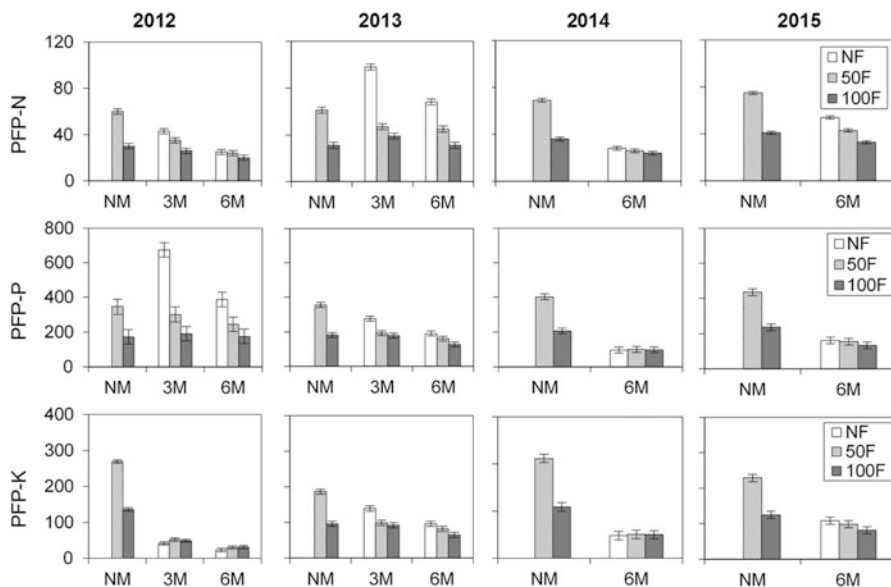 2012 2013 2014 2015
PFP-N
120
80
40
0
NM 3M 6M NM 3M 6M NM 6M NM 6M
NF
50F
100F
PFP-P
800
600
400
200
0
NM 3M 6M NM 3M 6M NM 6M NM 6M
NF
50F
100F
PFP-K
400
300
200
100
0
NM 3M 6M NM 3M 6M NM 6M NM 6M
NF
50F
100F